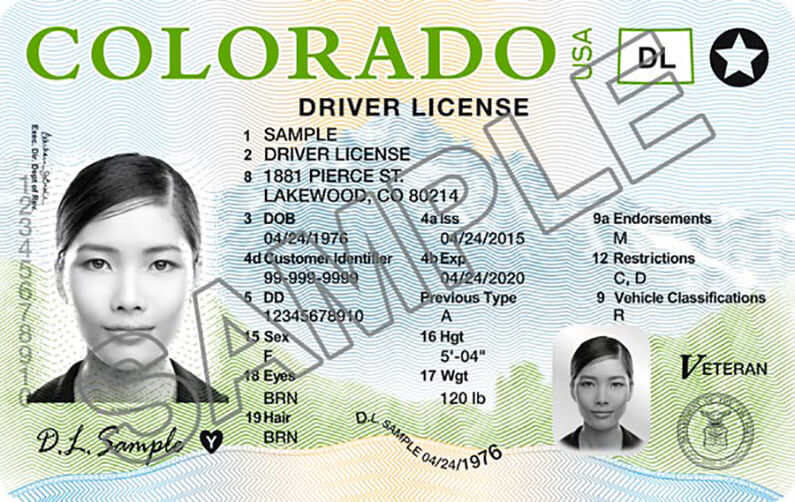 COLORADO
USA
DL
DRIVER LICENSE
1 SAMPLE
2 DRIVER LICENSE
8 1881 PIERCE ST.
LAKEWOOD, CO 80214
3 DOB 4a Iss 9a Endorsements
04/24/1976 04/24/2015 M
4d Customer Identifier 4b Exp 12 Restrictions
99-999-9999 04/24/2020 C, D
5 DD Previous Type 9 Vehicle Classifications
12345678910 A R
15 Sex 16 Hgt
F 5'-04"
18 Eyes 17 Wgt
BRN 120 lb
19 Hair
BRN
VETERAN
D.L. SAMPLE 04/24/1976
D.L. Sample
Y
Exec. Dir. Dept of Rev.
12345678910
SAMPLE